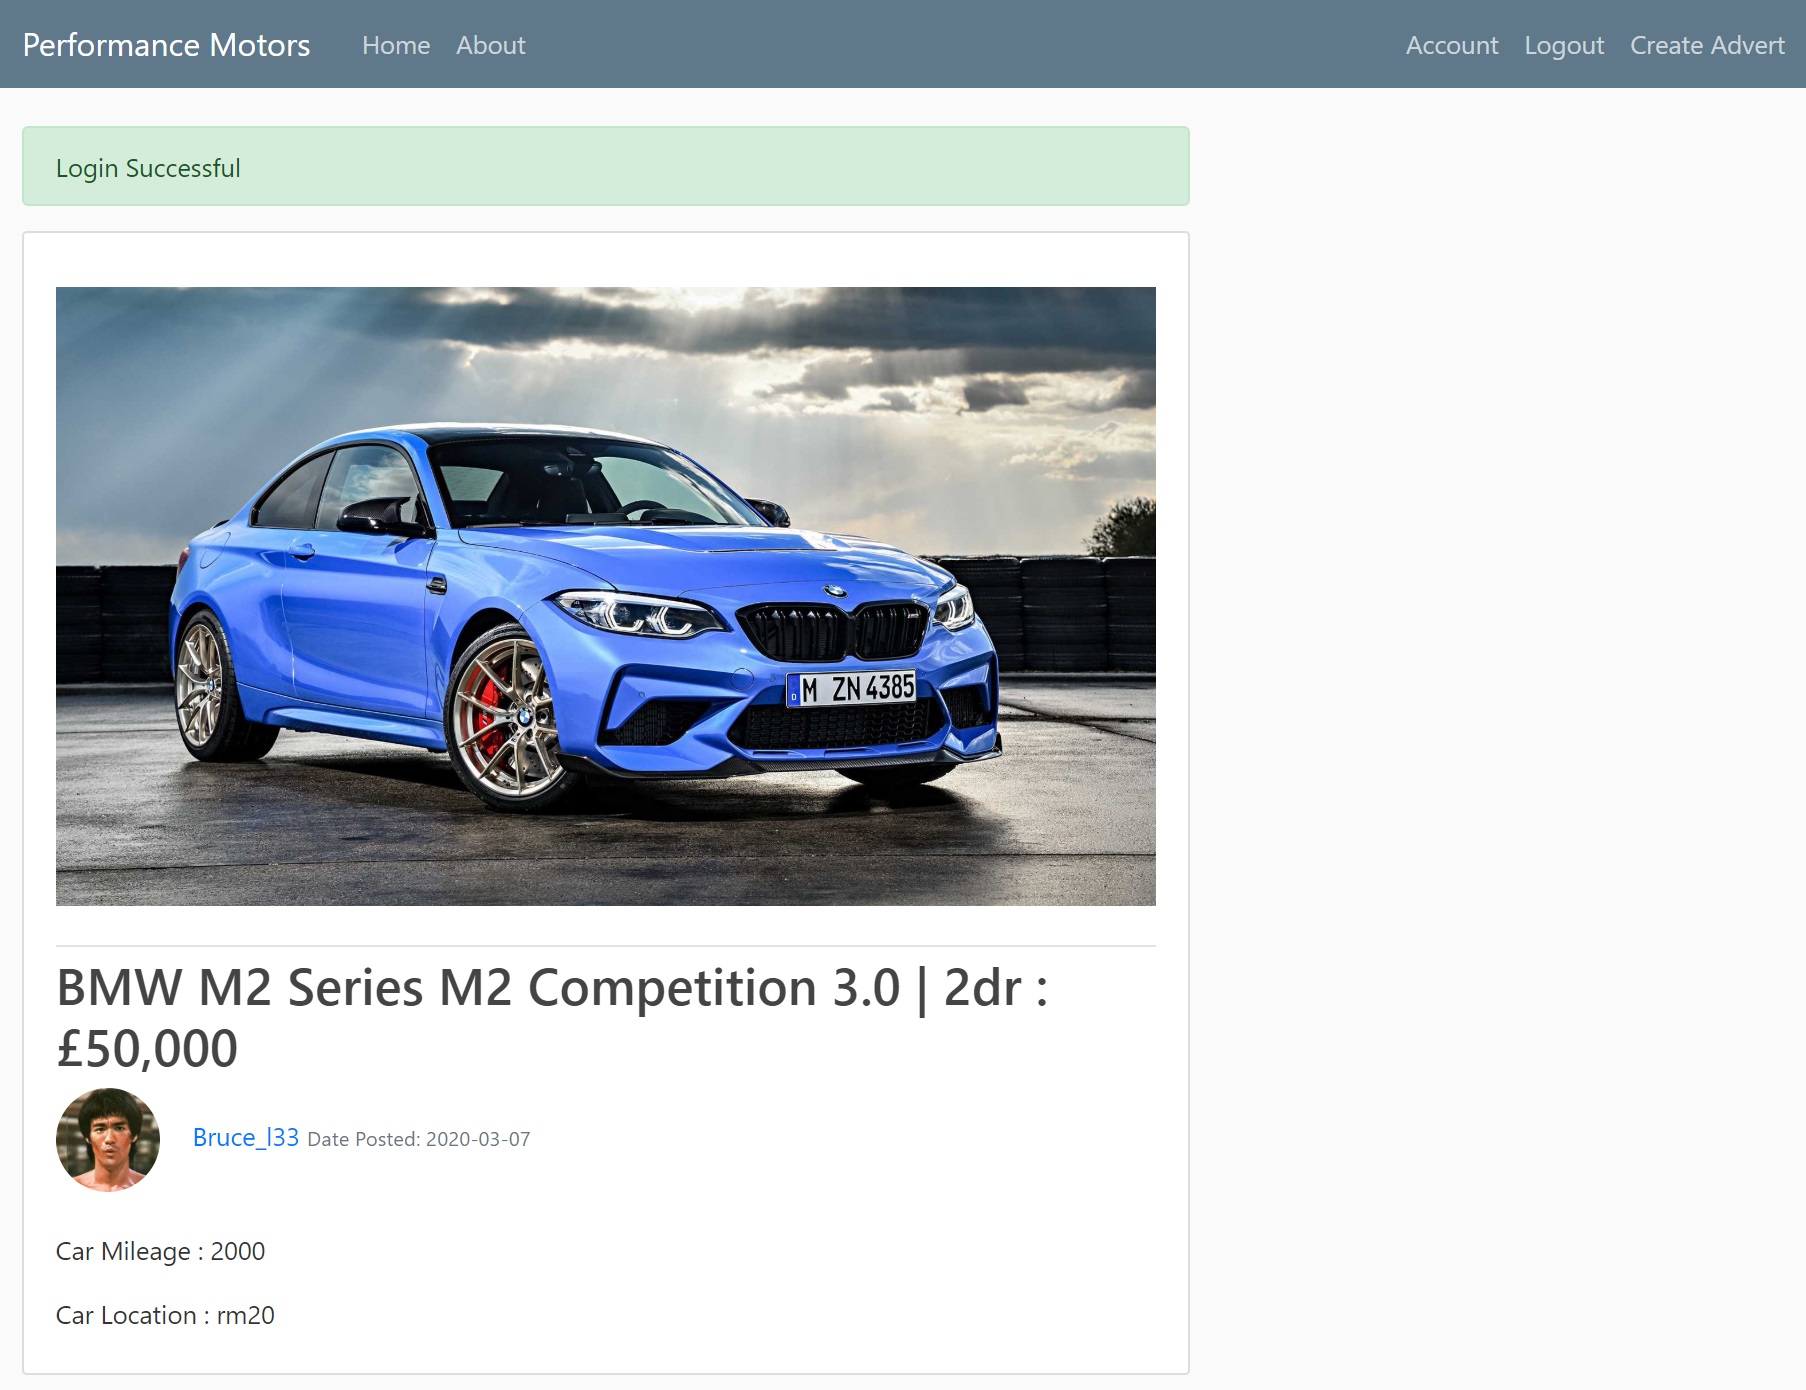 Performance Motors Home About Account Logout Create Advert
Login Successful
M ZN 4385
BMW M2 Series M2 Competition 3.0 | 2dr :
£50,000
Bruce_l33 Date Posted: 2020-03-07
Car Mileage : 2000
Car Location : rm20